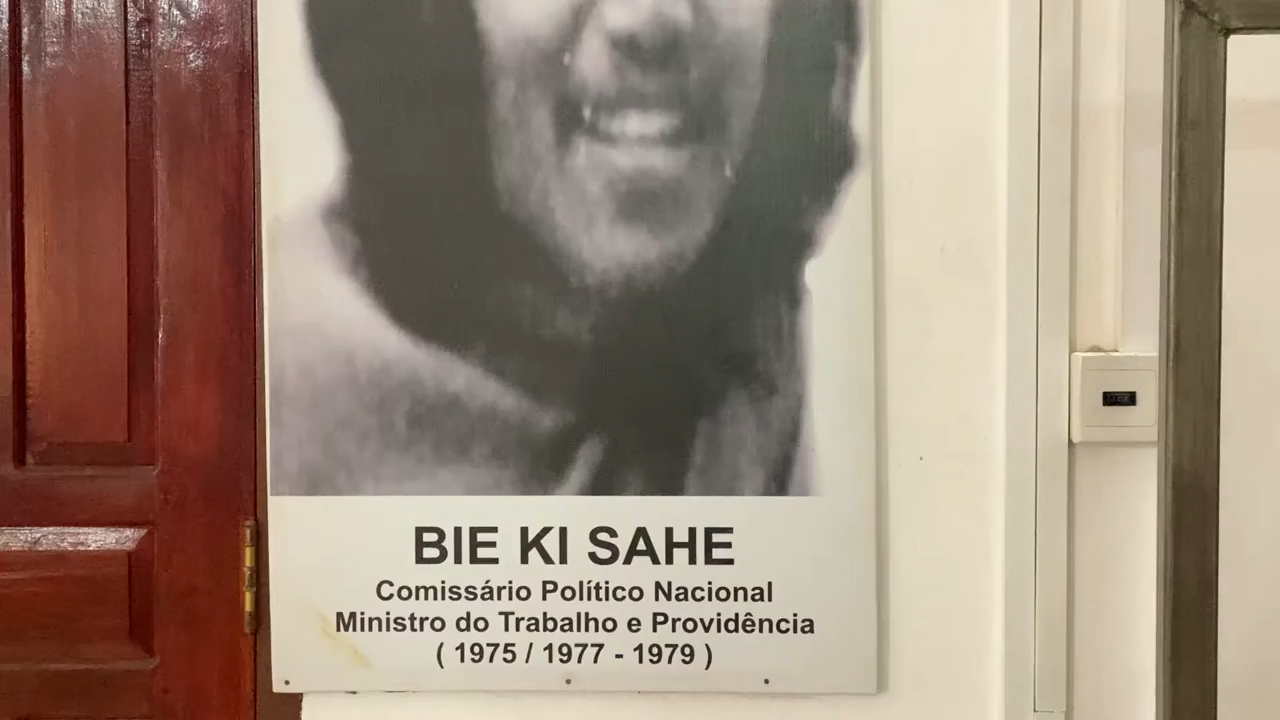 BIE KI SAHE
Comissário Político Nacional
Ministro do Trabalho e Providência
( 1975 / 1977 - 1979 )